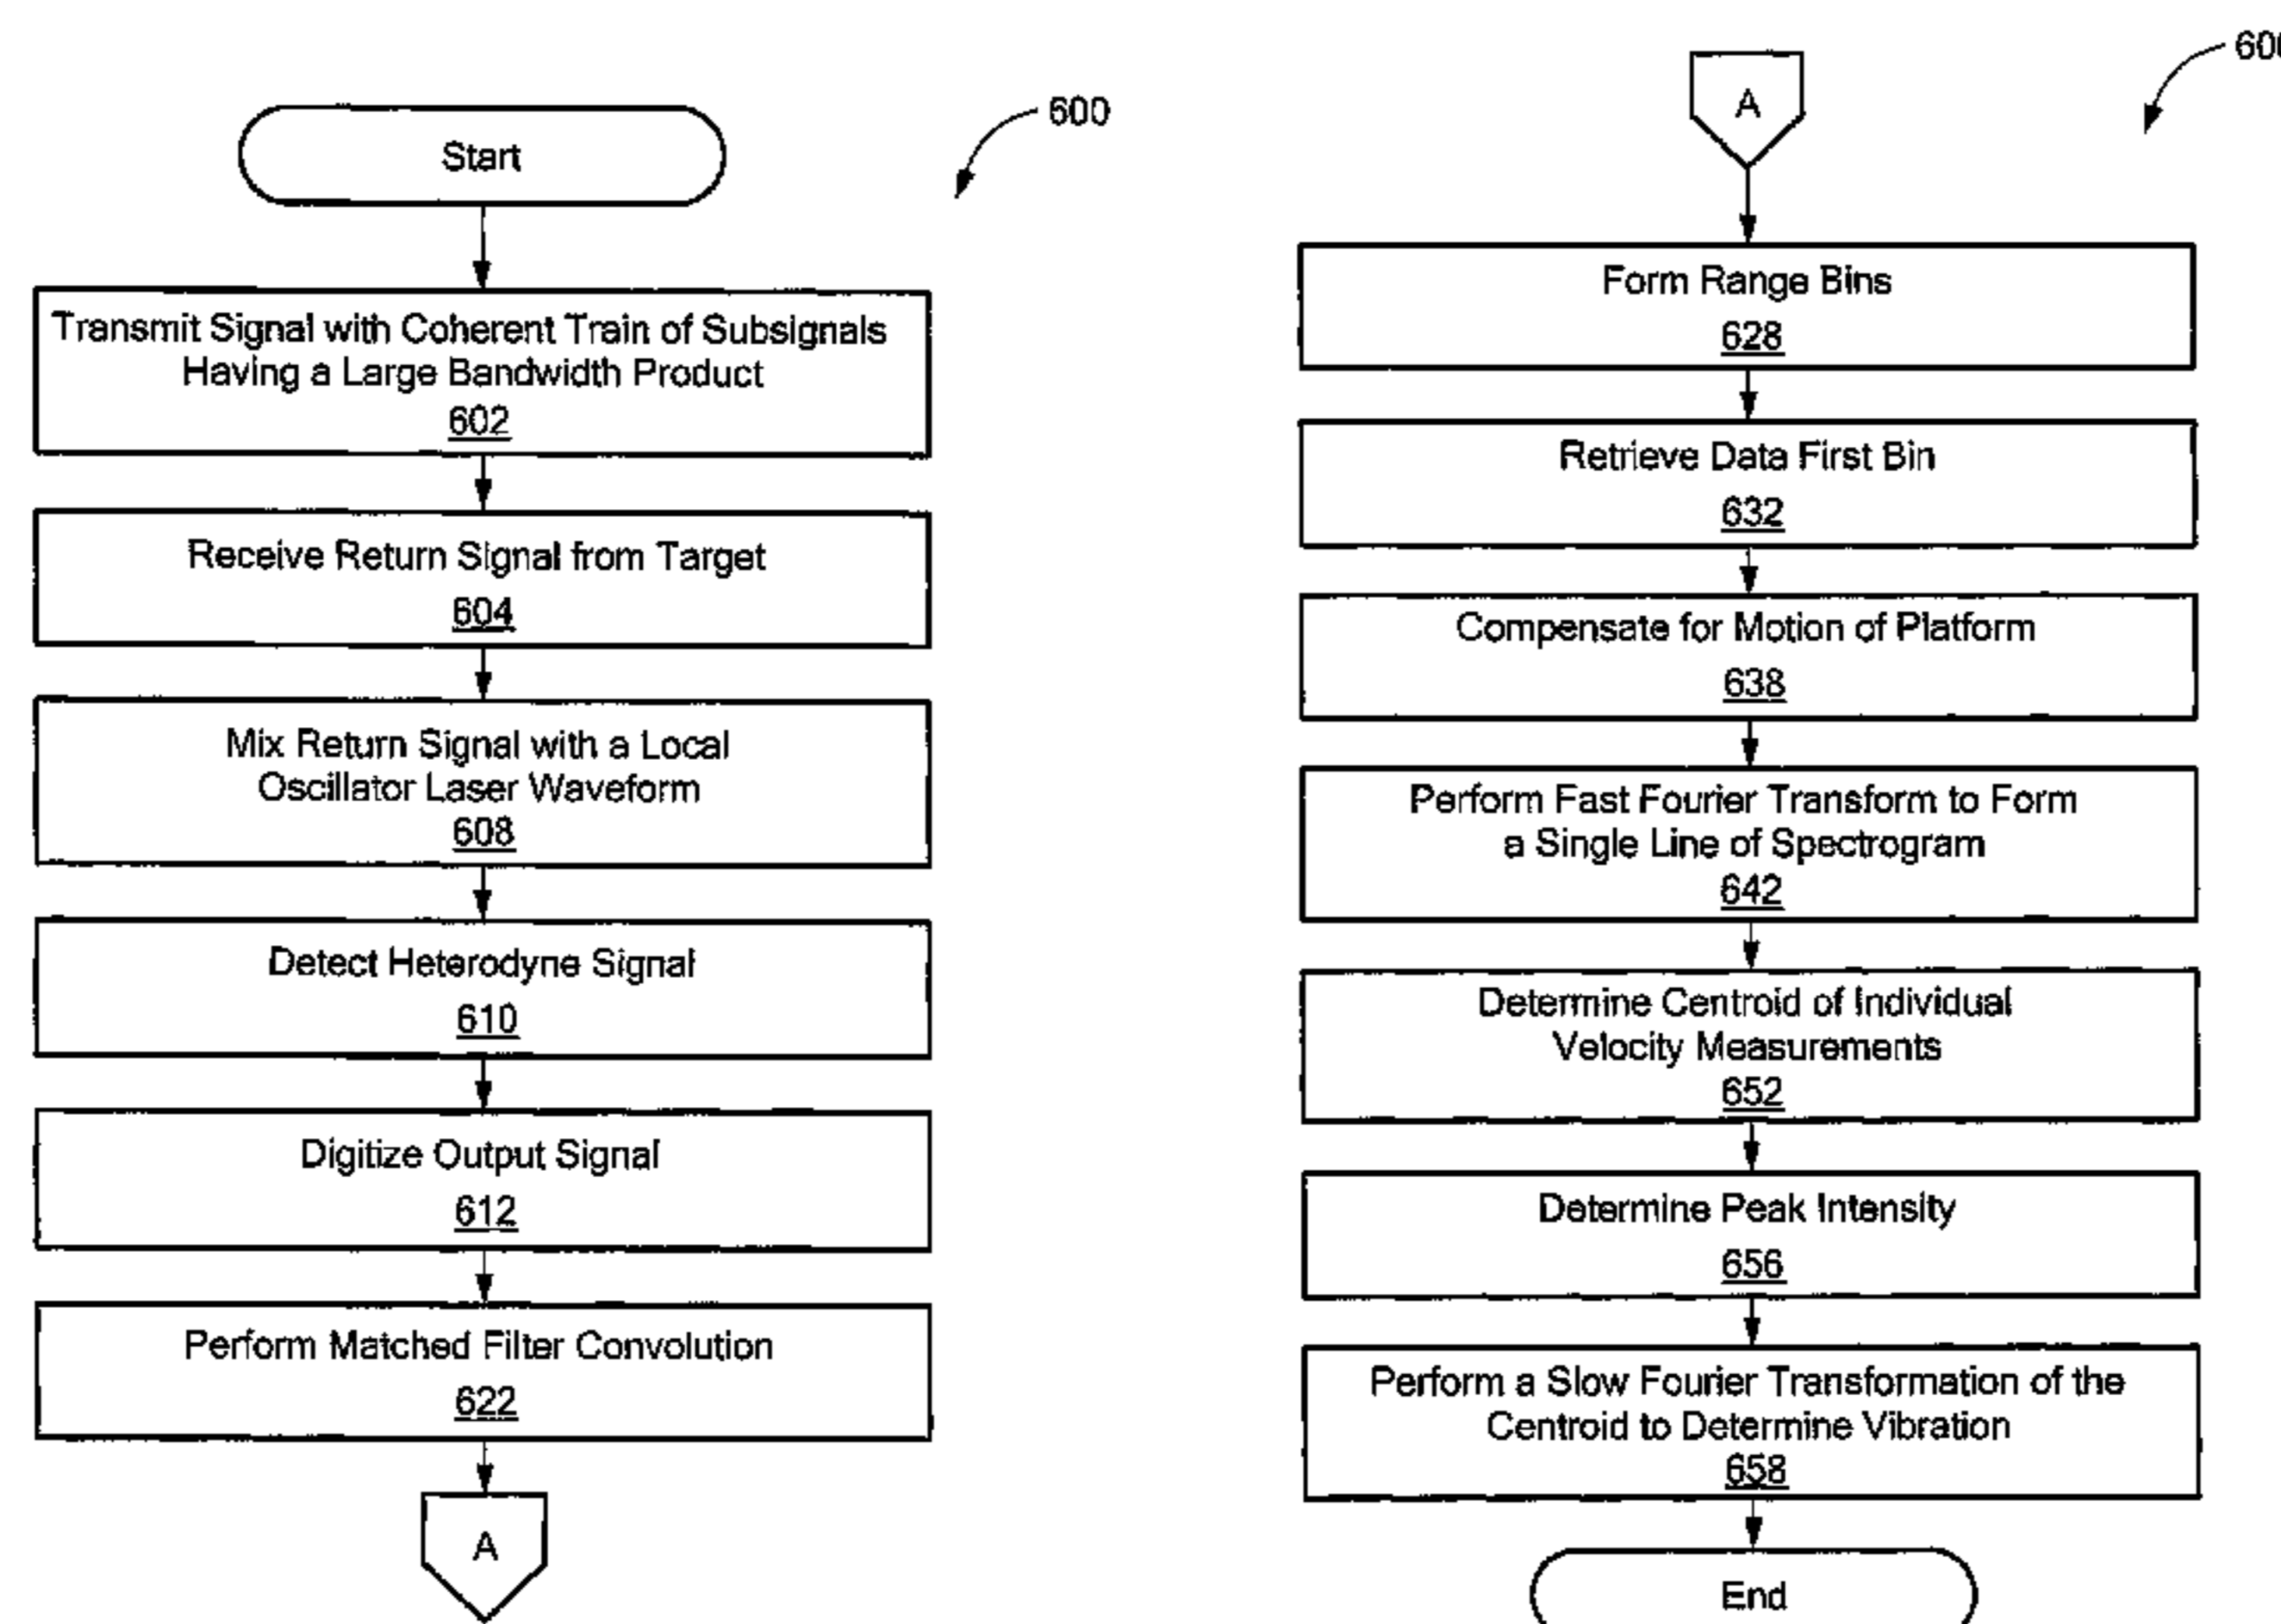 Start
600
Transmit Signal with Coherent Train of Subsignals
Having a Large Bandwidth Product
602
Receive Return Signal from Target
604
Mix Return Signal with a Local
Oscillator Laser Waveform
608
Detect Heterodyne Signal
610
Digitize Output Signal
612
Perform Matched Filter Convolution
622
A
A
Form Range Bins
628
Retrieve Data First Bin
632
Compensate for Motion of Platform
638
Perform Fast Fourier Transform to Form
a Single Line of Spectrogram
642
Determine Centroid of Individual
Velocity Measurements
652
Determine Peak Intensity
656
Perform a Slow Fourier Transformation of the
Centroid to Determine Vibration
658
End